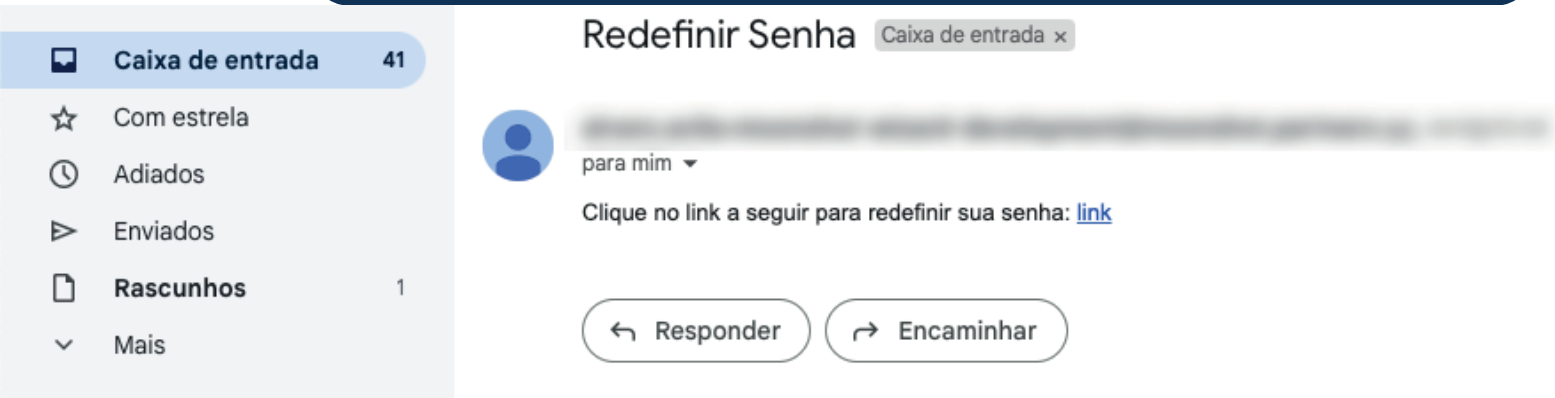 Caixa de entrada 41
Com estrela
Adiados
Enviados
Rascunhos 1
Mais
Redefinir Senha Caixa de entrada ×
para mim
Clique no link a seguir para redefinir sua senha: link
Responder Encaminhar